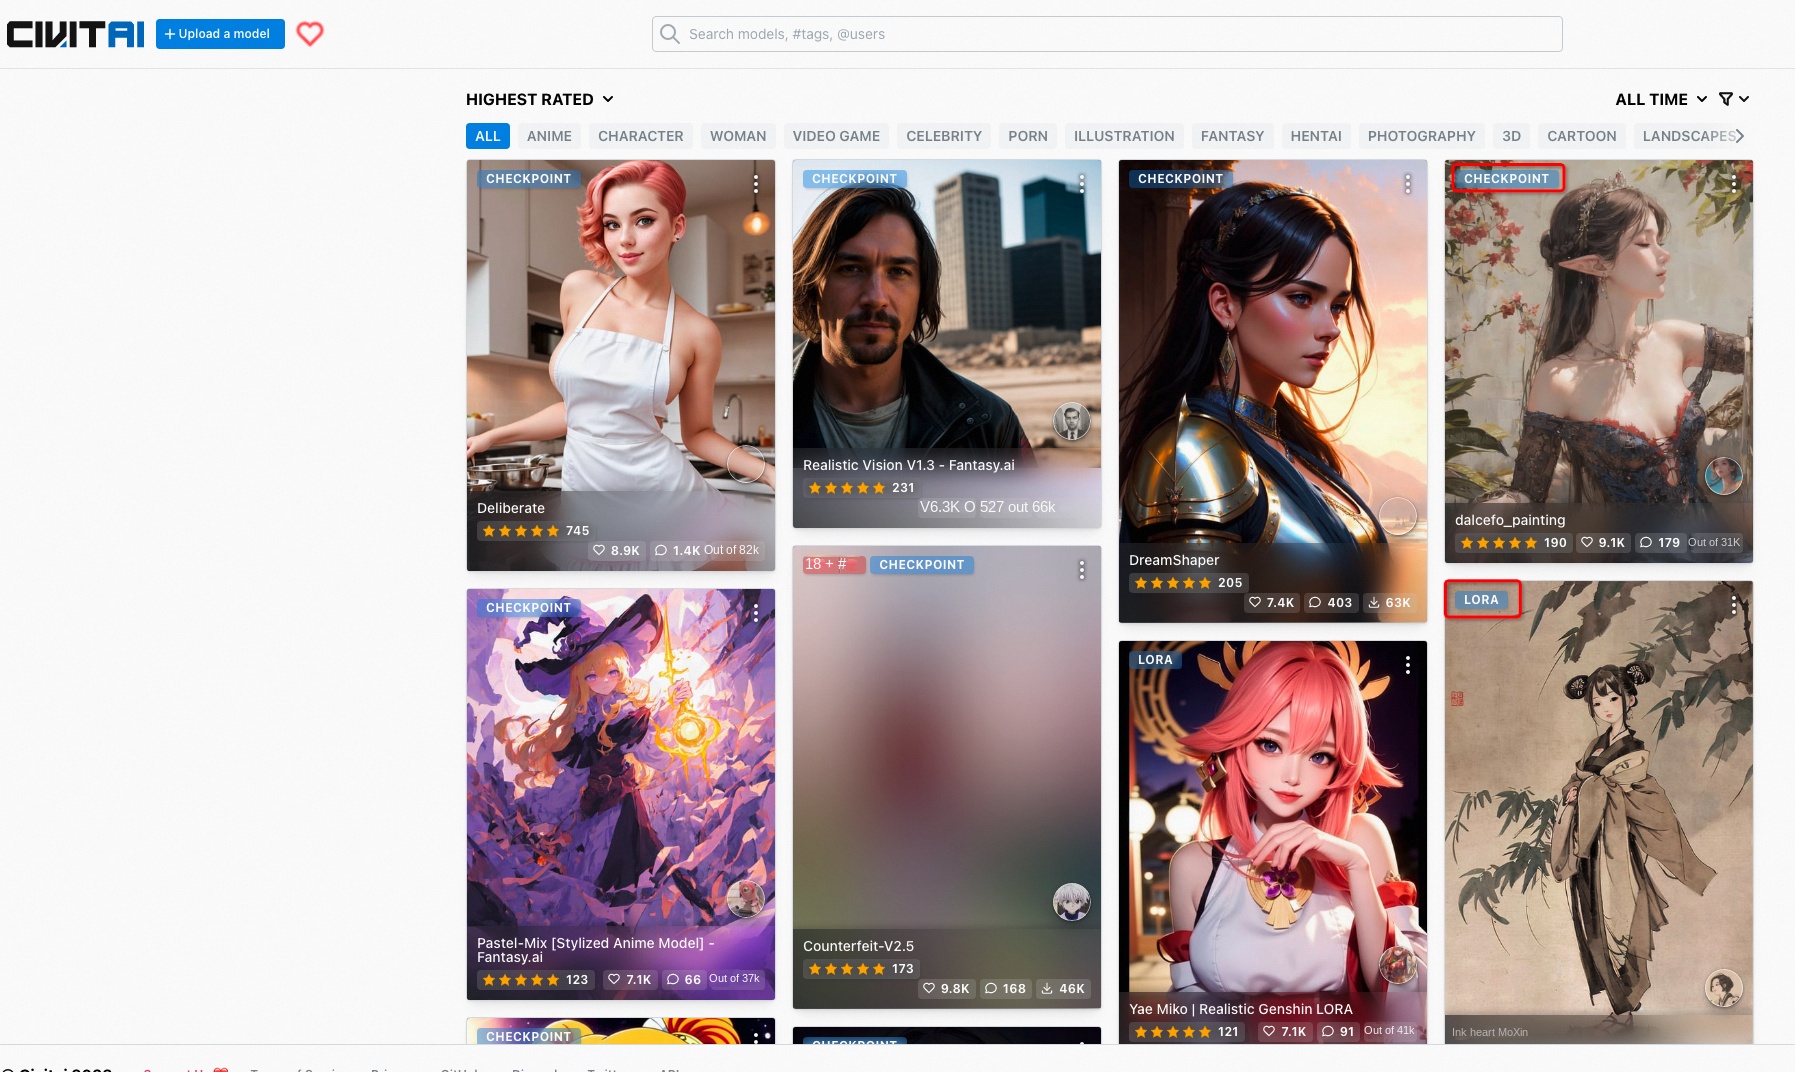 CIVITAI
+ Upload a model
Search models, #tags, @users
HIGHEST RATED
ALL TIME
ALL ANIME CHARACTER WOMAN VIDEO GAME CELEBRITY PORN ILLUSTRATION FANTASY HENTAI PHOTOGRAPHY 3D CARTOON LANDSCAPES
CHECKPOINT
Deliberate
745
8.9K 1.4K Out of 82k
CHECKPOINT
Realistic Vision V1.3 - Fantasy.ai
231
V6.3K O 527 out 66k
CHECKPOINT
DreamShaper
205
7.4K 403 63K
CHECKPOINT
dalcefo_painting
190 9.1K 179 Out of 31K
CHECKPOINT
Pastel-Mix [Stylized Anime Model] -
Fantasy.ai
123 7.1K 66 Out of 37k
18 + # CHECKPOINT
Counterfeit-V2.5
173
9.8K 168 46K
LORA
Yae Miko | Realistic Genshin LORA
121 7.1K 91 Out of 41k
LORA
Ink heart MoXin
CHECKPOINT
CHECKPOINT